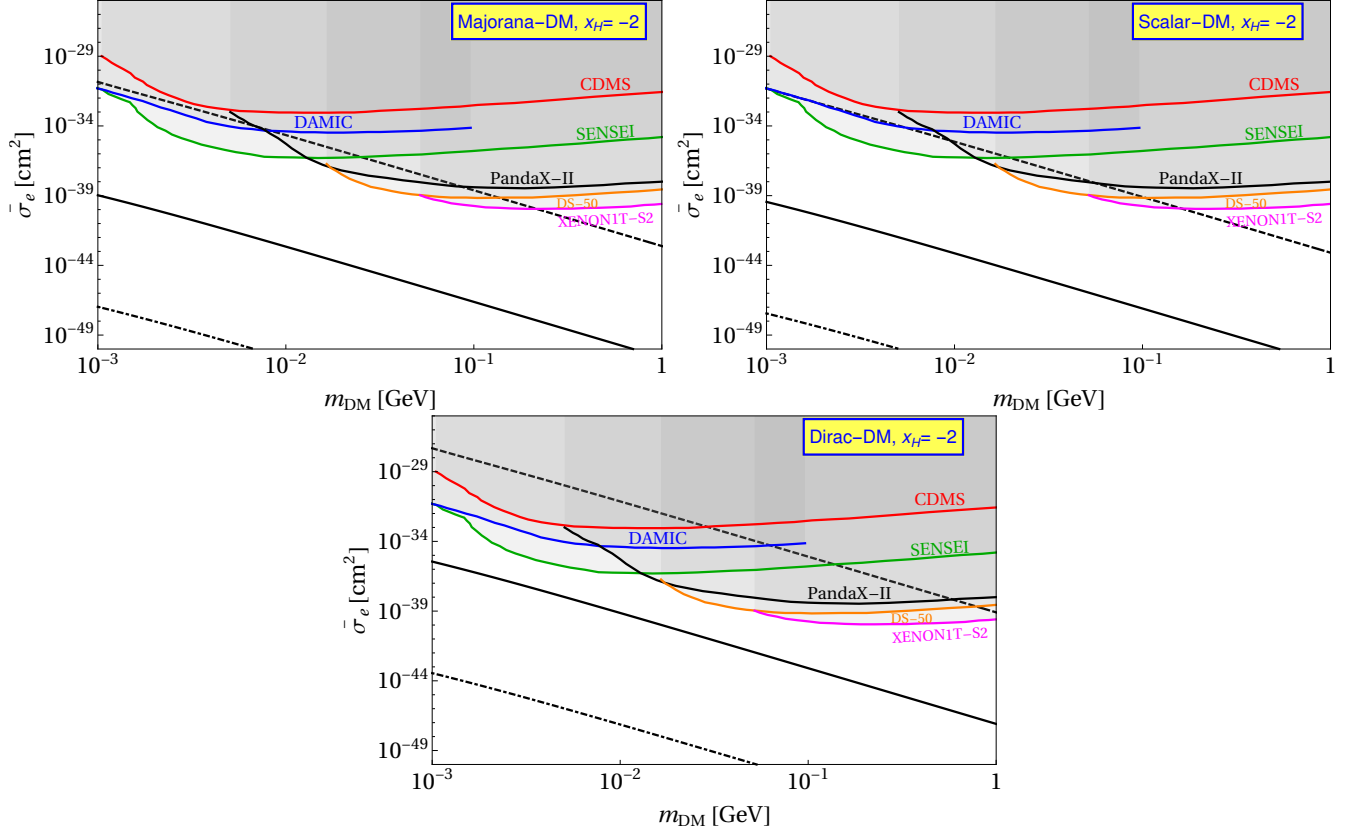 Majorana–DM, x_H = −2
10^−29
10^−34
10^−39
10^−44
10^−49
σ̄_e [cm^2]
CDMS
DAMIC
SENSEI
PandaX–II
DS–50
XENON1T–S2
10^−3
10^−2
10^−1
1
m_DM [GeV]
Scalar–DM, x_H = −2
10^−29
10^−34
10^−39
10^−44
10^−49
σ̄_e [cm^2]
CDMS
DAMIC
SENSEI
PandaX–II
DS–50
XENON1T–S2
10^−3
10^−2
10^−1
1
m_DM [GeV]
Dirac–DM, x_H = −2
10^−29
10^−34
10^−39
10^−44
10^−49
σ̄_e [cm^2]
CDMS
DAMIC
SENSEI
PandaX–II
DS–50
XENON1T–S2
10^−3
10^−2
10^−1
1
m_DM [GeV]